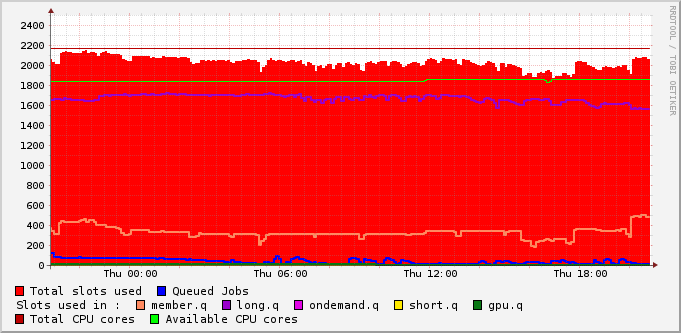 2400
2200
2000
1800
1600
1400
1200
1000
800
600
400
200
0
Thu 00:00 Thu 06:00 Thu 12:00 Thu 18:00
Total slots used Queued Jobs
Slots used in : member.q long.q ondemand.q short.q gpu.q
Total CPU cores Available CPU cores
RRDTOOL / TOBI OETIKER